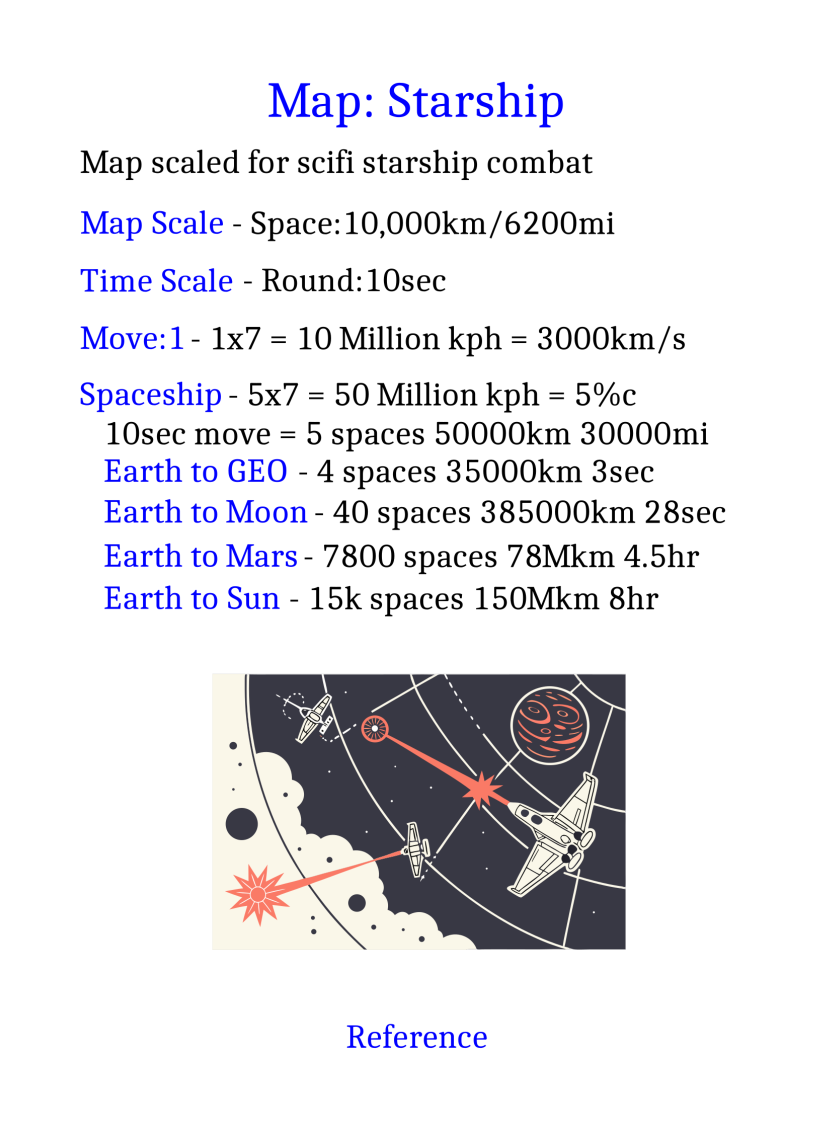 Map: Starship
Map scaled for scifi starship combat
Map Scale - Space:10,000km/6200mi
Time Scale - Round:10sec
Move:1 - 1x7 = 10 Million kph = 3000km/s
Spaceship - 5x7 = 50 Million kph = 5%c
10sec move = 5 spaces 50000km 30000mi
Earth to GEO - 4 spaces 35000km 3sec
Earth to Moon - 40 spaces 385000km 28sec
Earth to Mars - 7800 spaces 78Mkm 4.5hr
Earth to Sun - 15k spaces 150Mkm 8hr
Reference